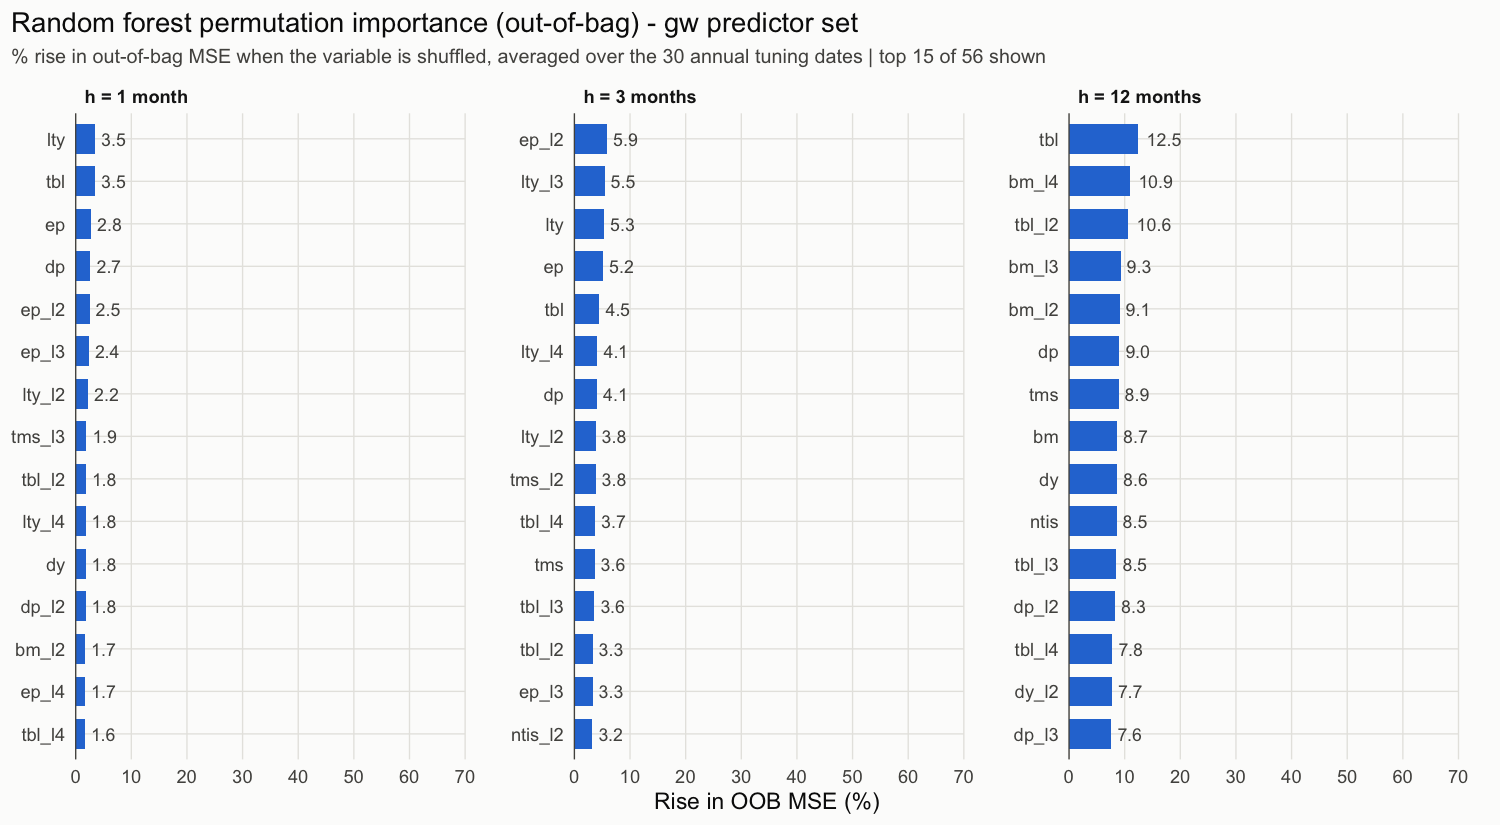 Random forest permutation importance (out-of-bag) - gw predictor set
% rise in out-of-bag MSE when the variable is shuffled, averaged over the 30 annual tuning dates | top 15 of 56 shown
h = 1 month
lty 3.5
tbl 3.5
ep 2.8
dp 2.7
ep_l2 2.5
ep_l3 2.4
lty_l2 2.2
tms_l3 1.9
tbl_l2 1.8
lty_l4 1.8
dy 1.8
dp_l2 1.8
bm_l2 1.7
ep_l4 1.7
tbl_l4 1.6
0 10 20 30 40 50 60 70
h = 3 months
ep_l2 5.9
lty_l3 5.5
lty 5.3
ep 5.2
tbl 4.5
lty_l4 4.1
dp 4.1
lty_l2 3.8
tms_l2 3.8
tbl_l4 3.7
tms 3.6
tbl_l3 3.6
tbl_l2 3.3
ep_l3 3.3
ntis_l2 3.2
0 10 20 30 40 50 60 70
h = 12 months
tbl 12.5
bm_l4 10.9
tbl_l2 10.6
bm_l3 9.3
bm_l2 9.1
dp 9.0
tms 8.9
bm 8.7
dy 8.6
ntis 8.5
tbl_l3 8.5
dp_l2 8.3
tbl_l4 7.8
dy_l2 7.7
dp_l3 7.6
0 10 20 30 40 50 60 70
Rise in OOB MSE (%)